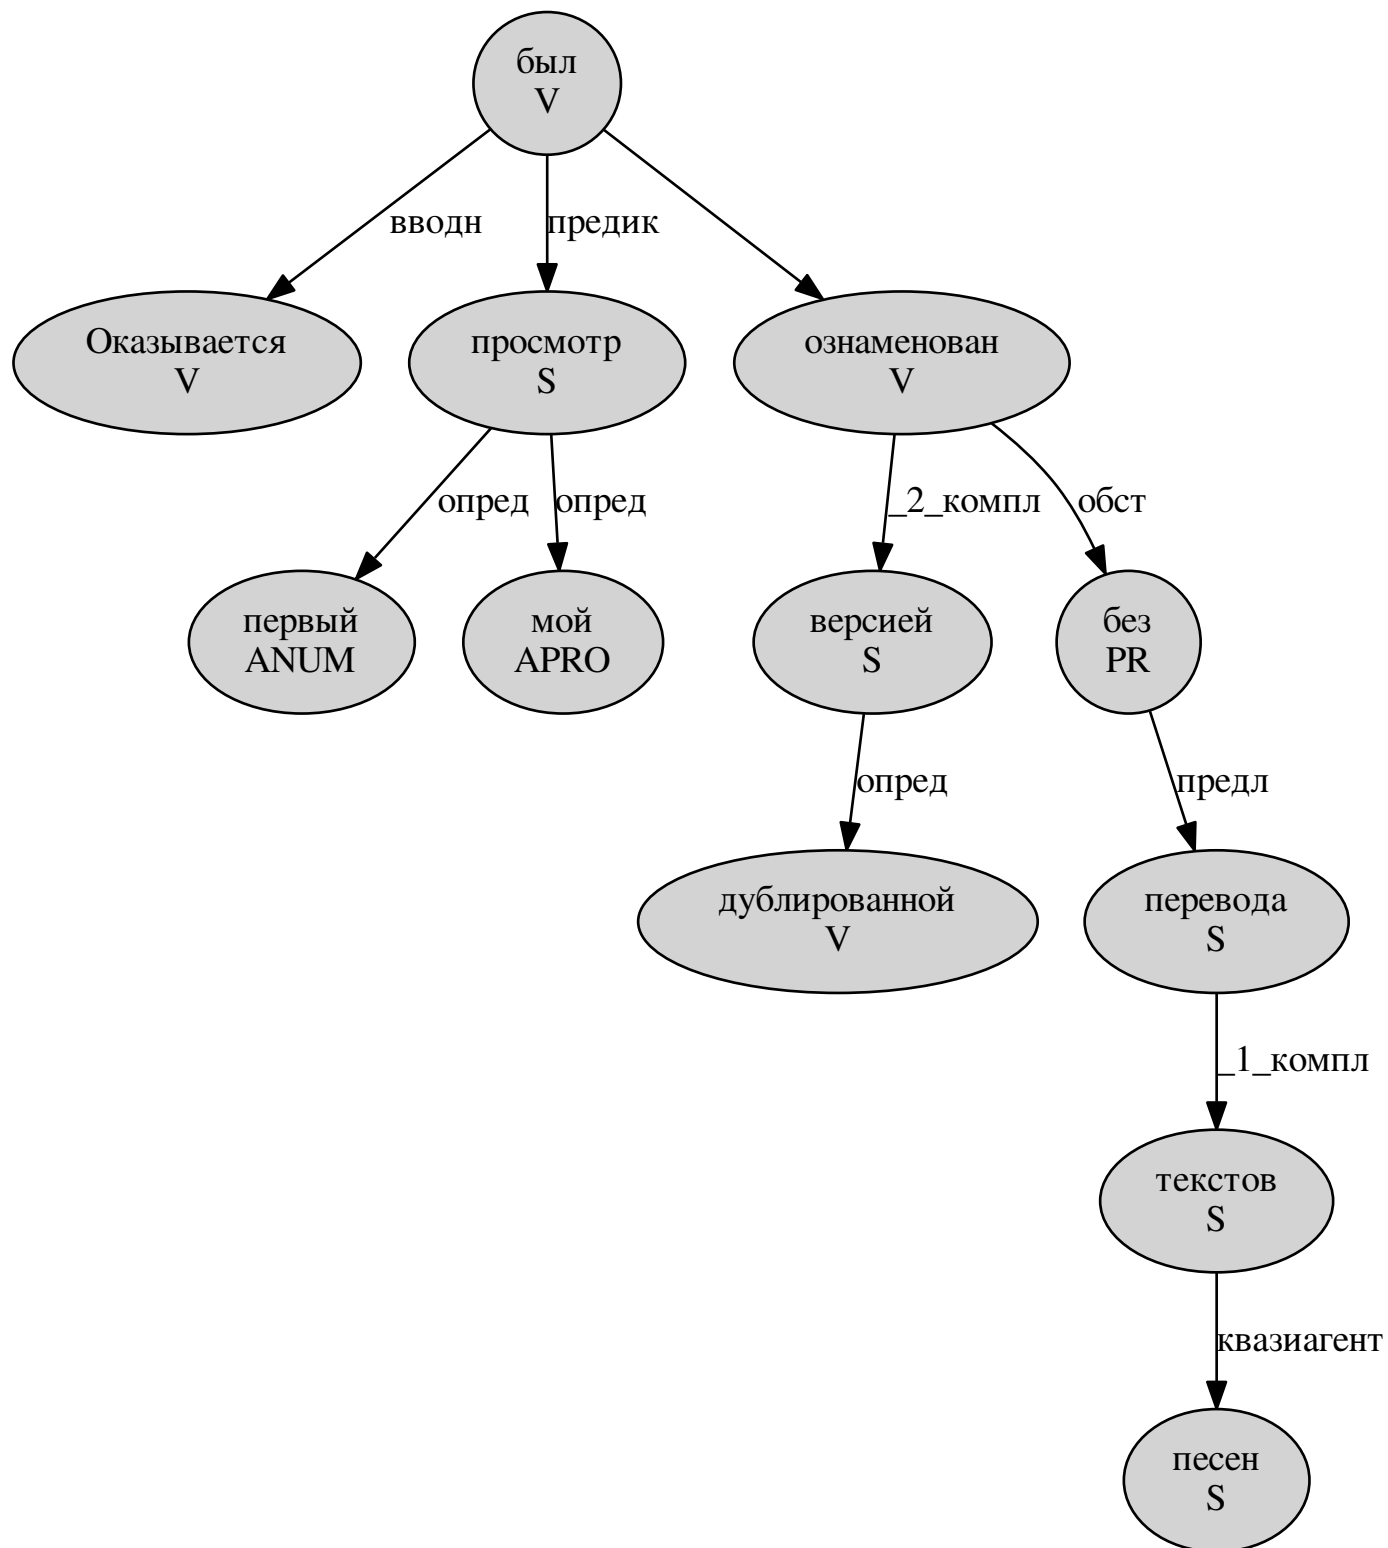 был
V
вводн
предик
Оказывается
V
просмотр
S
ознаменован
V
опред
опред
_2_компл
обст
первый
ANUM
мой
APRO
версией
S
без
PR
опред
предл
дублированной
V
перевода
S
_1_компл
текстов
S
квазиагент
песен
S